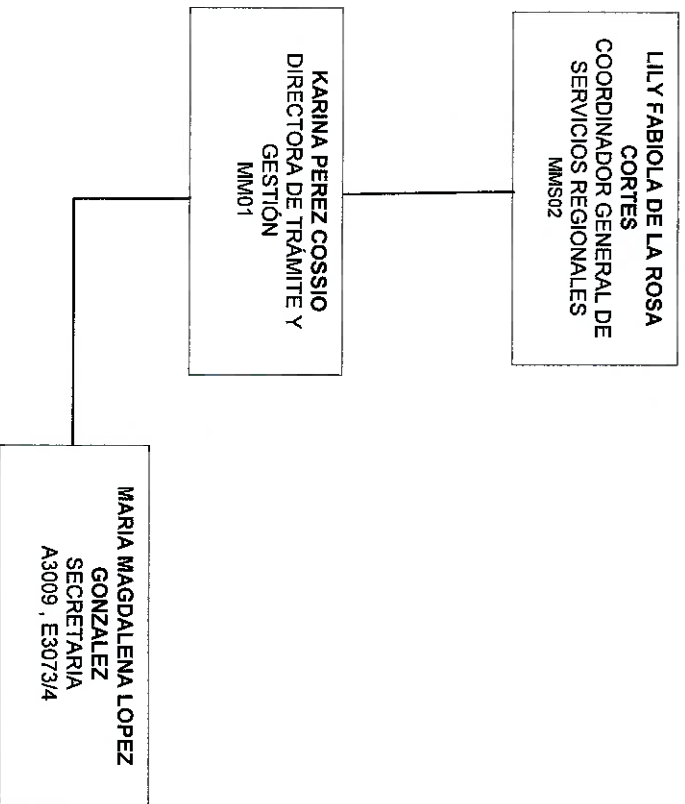 LILY FABIOLA DE LA ROSA
CORTES
COORDINADOR GENERAL DE
SERVICIOS REGIONALES
MMS02
KARINA PEREZ COSSIO
DIRECTORA DE TRÁMITE Y
GESTIÓN
MM01
MARIA MAGDALENA LOPEZ
GONZALEZ
SECRETARIA
A3009 , E3073/4